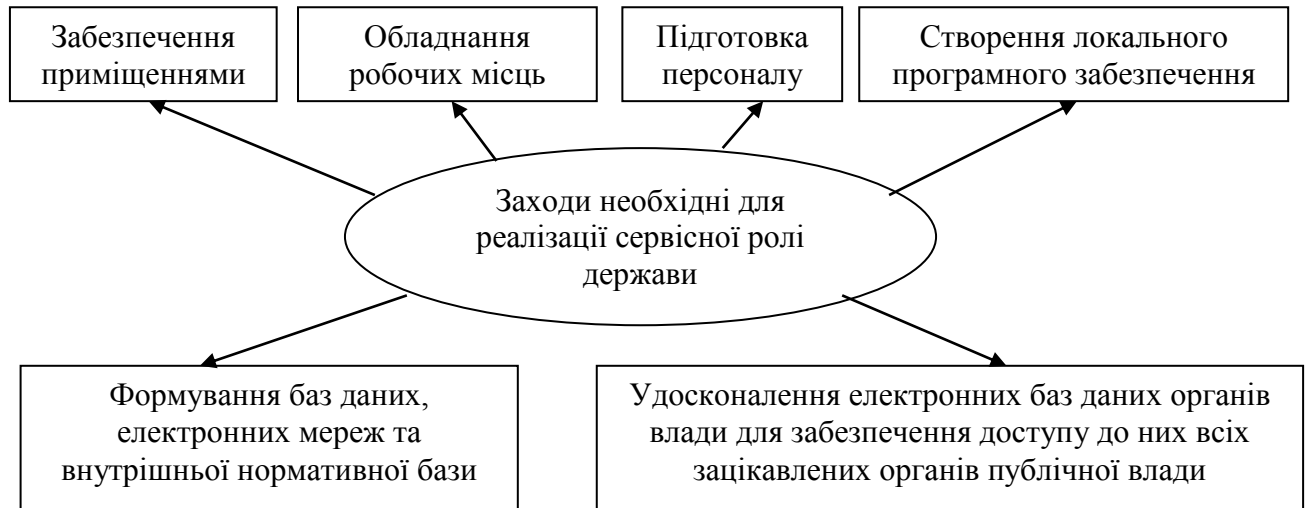 Забезпечення
приміщеннями
Обладнання
робочих місць
Підготовка
персоналу
Створення локального
програмного забезпечення
Заходи необхідні для
реалізації сервісної ролі
держави
Формування баз даних,
електронних мереж та
внутрішньої нормативної бази
Удосконалення електронних баз даних органів
влади для забезпечення доступу до них всіх
зацікавлених органів публічної влади